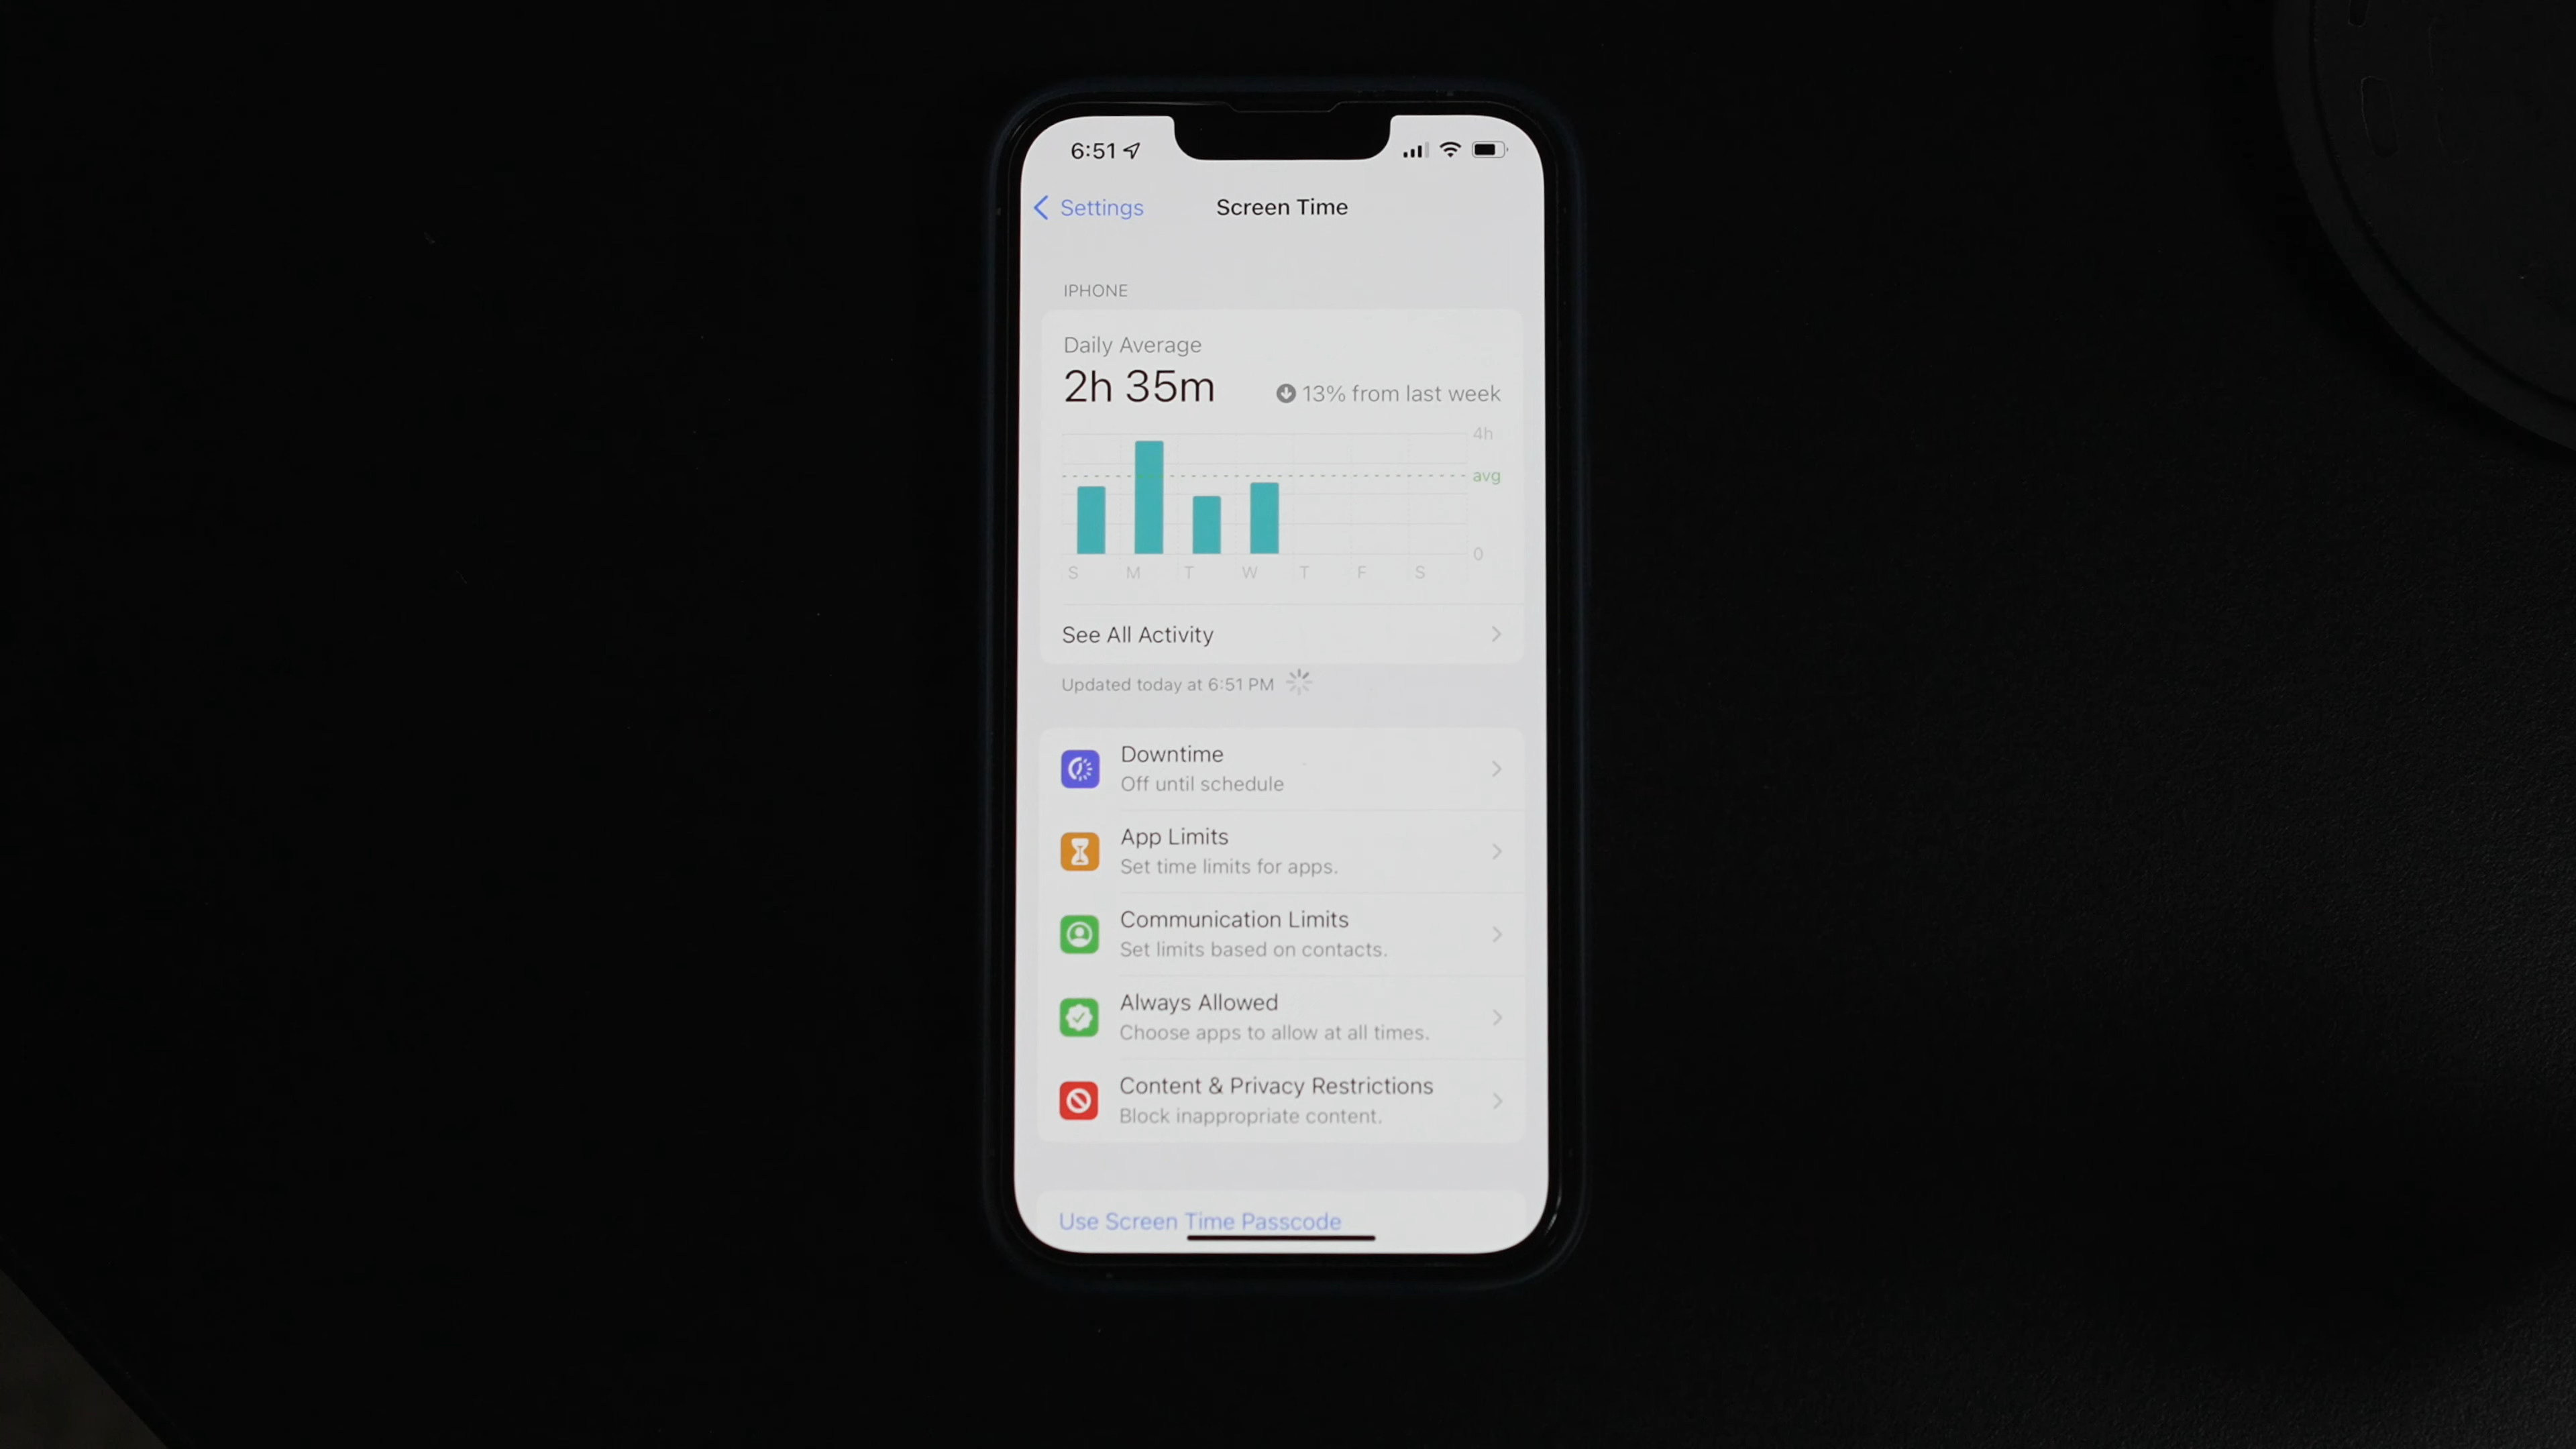 6:51
Settings
Screen Time
IPHONE
Daily Average
2h 35m
13% from last week
4h
avg
0
S M T W T F S
See All Activity
Updated today at 6:51 PM
Downtime
Off until schedule
App Limits
Set time limits for apps.
Communication Limits
Set limits based on contacts.
Always Allowed
Choose apps to allow at all times.
Content & Privacy Restrictions
Block inappropriate content.
Use Screen Time Passcode